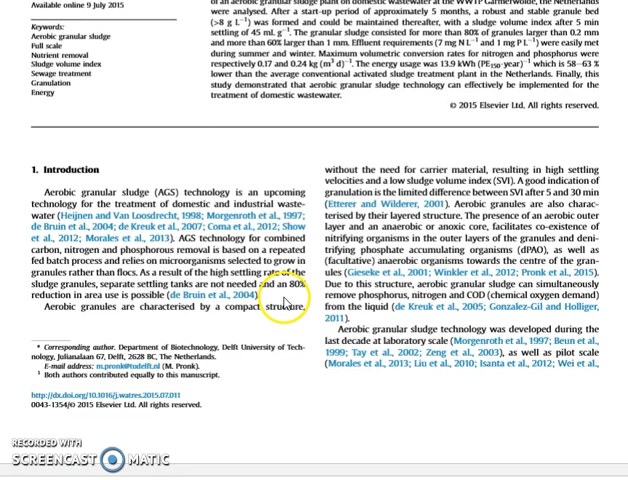 Available online 9 July 2015
Keywords:
Aerobic granular sludge
Full scale
Nutrient removal
Sludge volume index
Sewage treatment
Granulation
Energy
of an aerobic granular sludge plant on domestic wastewater at the WWTP Garmerwolde, the Netherlands
were analysed. After a start-up period of approximately 5 months, a robust and stable granule bed
(>8 g L⁻¹) was formed and could be maintained thereafter, with a sludge volume index after 5 min
settling of 45 mL g⁻¹. The granular sludge consisted for more than 80% of granules larger than 0.2 mm
and more than 60% larger than 1 mm. Effluent requirements (7 mg N L⁻¹ and 1 mg P L⁻¹) were easily met
during summer and winter. Maximum volumetric conversion rates for nitrogen and phosphorus were
respectively 0.17 and 0.24 kg (m³ d)⁻¹. The energy usage was 13.9 kWh (PE₁₅₀·year)⁻¹ which is 58–63 %
lower than the average conventional activated sludge treatment plant in the Netherlands. Finally, this
study demonstrated that aerobic granular sludge technology can effectively be implemented for the
treatment of domestic wastewater.
© 2015 Elsevier Ltd. All rights reserved.
1. Introduction
Aerobic granular sludge (AGS) technology is an upcoming
technology for the treatment of domestic and industrial waste-
water (Heijnen and Van Loosdrecht, 1998; Morgenroth et al., 1997;
de Bruin et al., 2004; de Kreuk et al., 2007; Coma et al., 2012; Show
et al., 2012; Morales et al., 2013). AGS technology for combined
carbon, nitrogen and phosphorous removal is based on a repeated
fed batch process and relies on microorganisms selected to grow in
granules rather than flocs. As a result of the high settling rate of the
sludge granules, separate settling tanks are not needed and an 80%
reduction in area use is possible (de Bruin et al., 2004).
Aerobic granules are characterised by a compact structure,
* Corresponding author. Department of Biotechnology, Delft University of Tech-
nology, Julianalaan 67, Delft, 2628 BC, The Netherlands.
E-mail address: m.pronk@tudelft.nl (M. Pronk).
¹ Both authors contributed equally to this manuscript.
http://dx.doi.org/10.1016/j.watres.2015.07.011
0043-1354/© 2015 Elsevier Ltd. All rights reserved.
without the need for carrier material, resulting in high settling
velocities and a low sludge volume index (SVI). A good indication of
granulation is the limited difference between SVI after 5 and 30 min
(Etterer and Wilderer, 2001). Aerobic granules are also charac-
terised by their layered structure. The presence of an aerobic outer
layer and an anaerobic or anoxic core, facilitates co-existence of
nitrifying organisms in the outer layers of the granules and deni-
trifying phosphate accumulating organisms (dPAO), as well as
(facultative) anaerobic organisms towards the centre of the gran-
ules (Gieseke et al., 2001; Winkler et al., 2012; Pronk et al., 2015).
Due to this structure, aerobic granular sludge can simultaneously
remove phosphorus, nitrogen and COD (chemical oxygen demand)
from the liquid (de Kreuk et al., 2005; Gonzalez-Gil and Holliger,
2011).
Aerobic granular sludge technology was developed during the
last decade at laboratory scale (Morgenroth et al., 1997; Beun et al.,
1999; Tay et al., 2002; Zeng et al., 2003), as well as pilot scale
(Morales et al., 2013; Liu et al., 2010; Isanta et al., 2012; Wei et al.,
RECORDED WITH
SCREENCAST MATIC